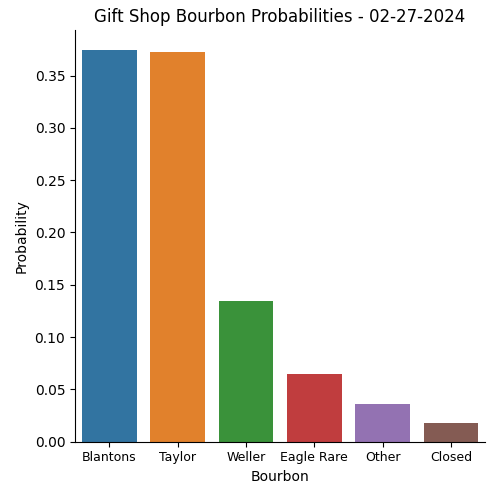 Gift Shop Bourbon Probabilities - 02-27-2024
Probability
0.35
0.30
0.25
0.20
0.15
0.10
0.05
0.00
Blantons Taylor Weller Eagle Rare Other Closed
Bourbon